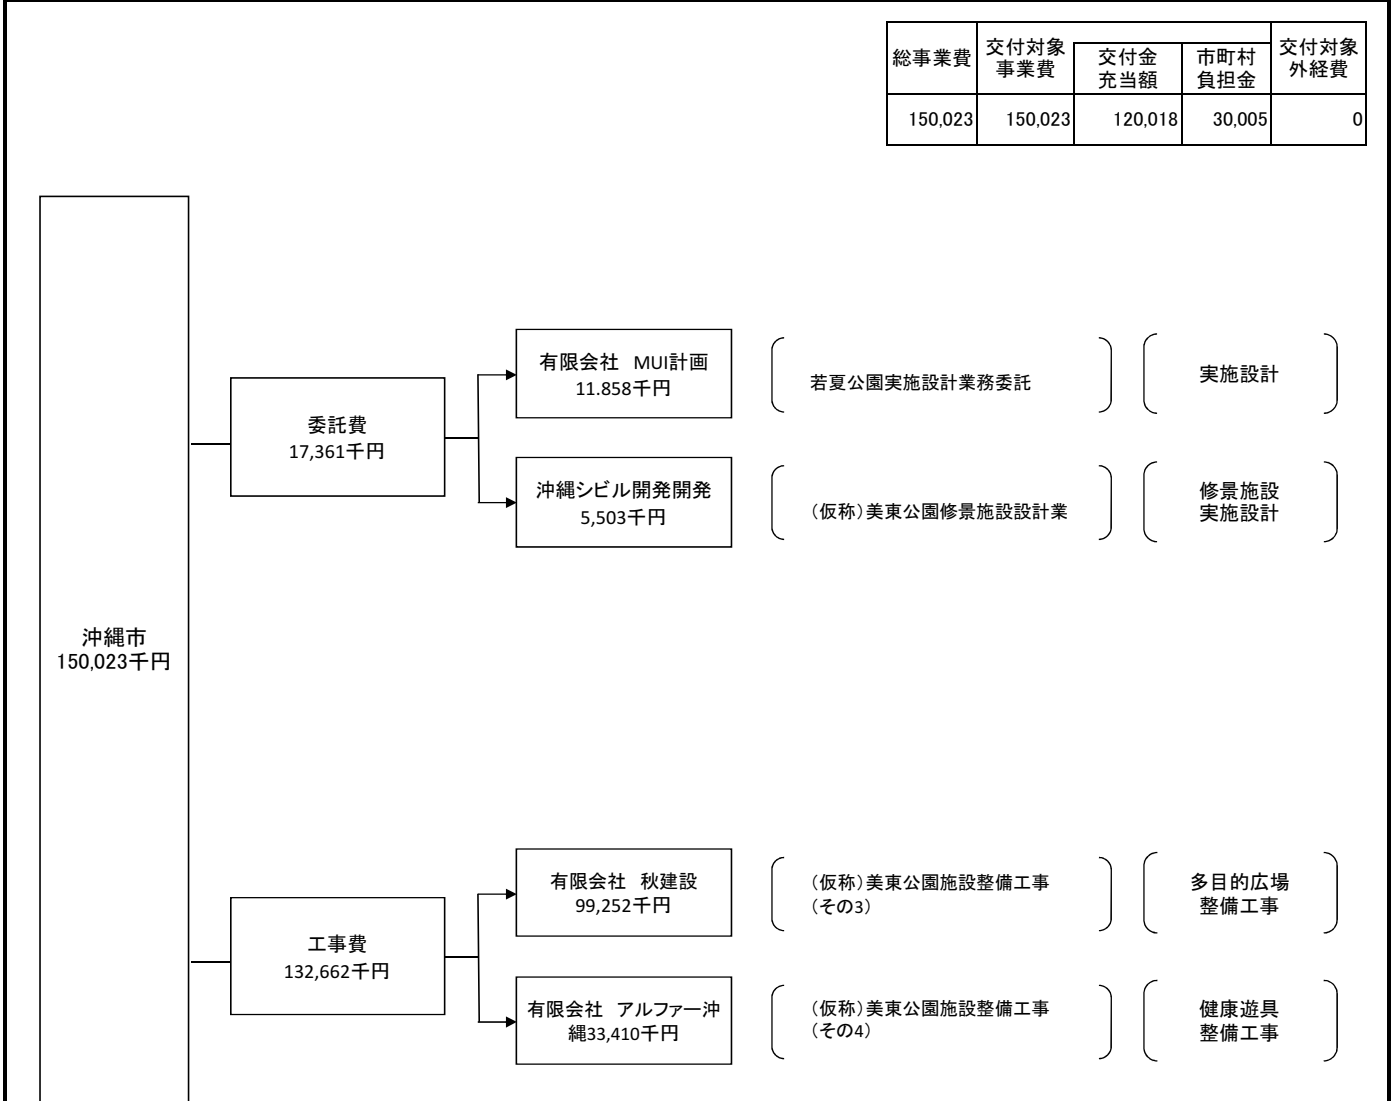 総事業費
交付対象
事業費
交付金
充当額
市町村
負担金
交付対象
外経費
150,023
150,023
120,018
30,005
0
沖縄市
150,023千円
委託費
17,361千円
有限会社　MUI計画
11.858千円
若夏公園実施設計業務委託
実施設計
沖縄シビル開発開発
5,503千円
（仮称）美東公園修景施設設計業
修景施設
実施設計
工事費
132,662千円
有限会社　秋建設
99,252千円
（仮称）美東公園施設整備工事
（その3）
多目的広場
整備工事
有限会社　アルファー沖
縄33,410千円
（仮称）美東公園施設整備工事
（その4）
健康遊具
整備工事